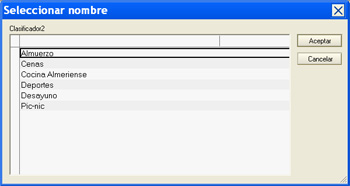 Seleccionar nombre
Clasificador2
Almuerzo
Cenas
Cocina Almeriense
Deportes
Desayuno
Pic-nic
Aceptar
Cancelar